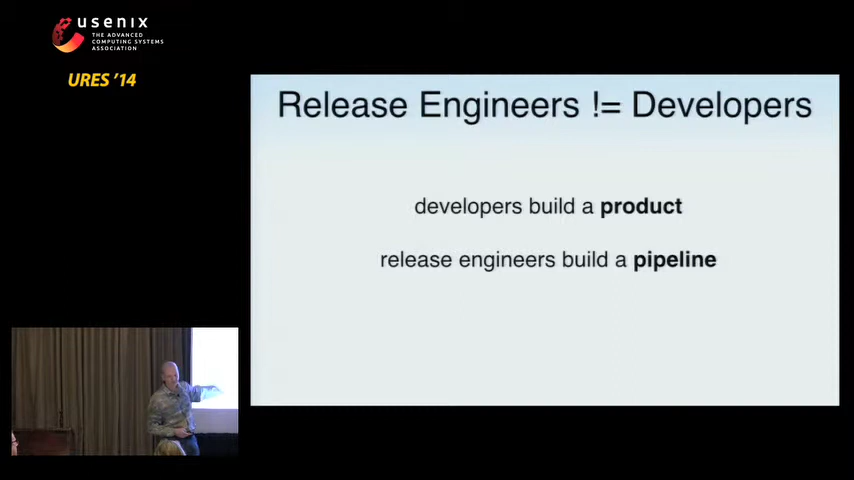 usenix
THE ADVANCED
COMPUTING SYSTEMS
ASSOCIATION
URES '14
Release Engineers != Developers
developers build a product
release engineers build a pipeline